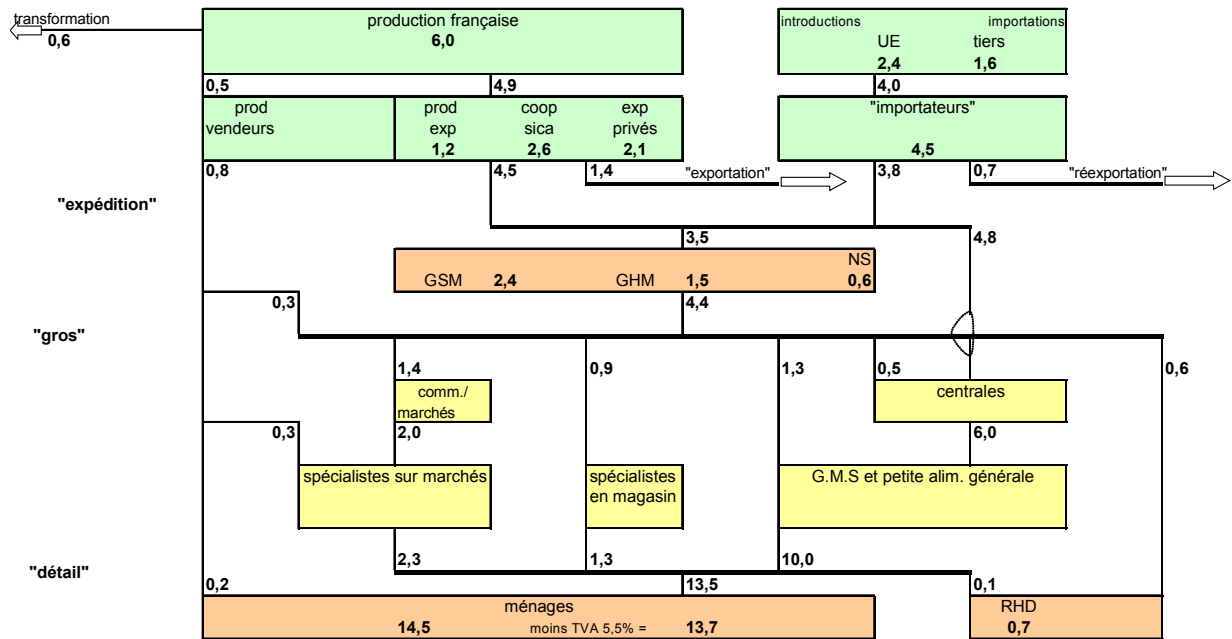 transformation
0,6
production française
6,0
introductions importations
UE tiers
2,4 1,6
0,5 4,9 4,0
prod prod coop exp "importateurs"
vendeurs exp sica privés
1,2 2,6 2,1 4,5
0,8 4,5 1,4 3,8 0,7
"exportation" "réexportation"
"expédition"
3,5 4,8
NS
GSM 2,4 GHM 1,5 0,6
0,3 4,4
"gros"
1,4 0,9 1,3 0,5 0,6
comm./ centrales
marchés
0,3 2,0 6,0
spécialistes sur marchés spécialistes G.M.S et petite alim. générale
en magasin
2,3 1,3 10,0
"détail"
0,2 13,5 0,1
ménages RHD
14,5 moins TVA 5,5% = 13,7 0,7